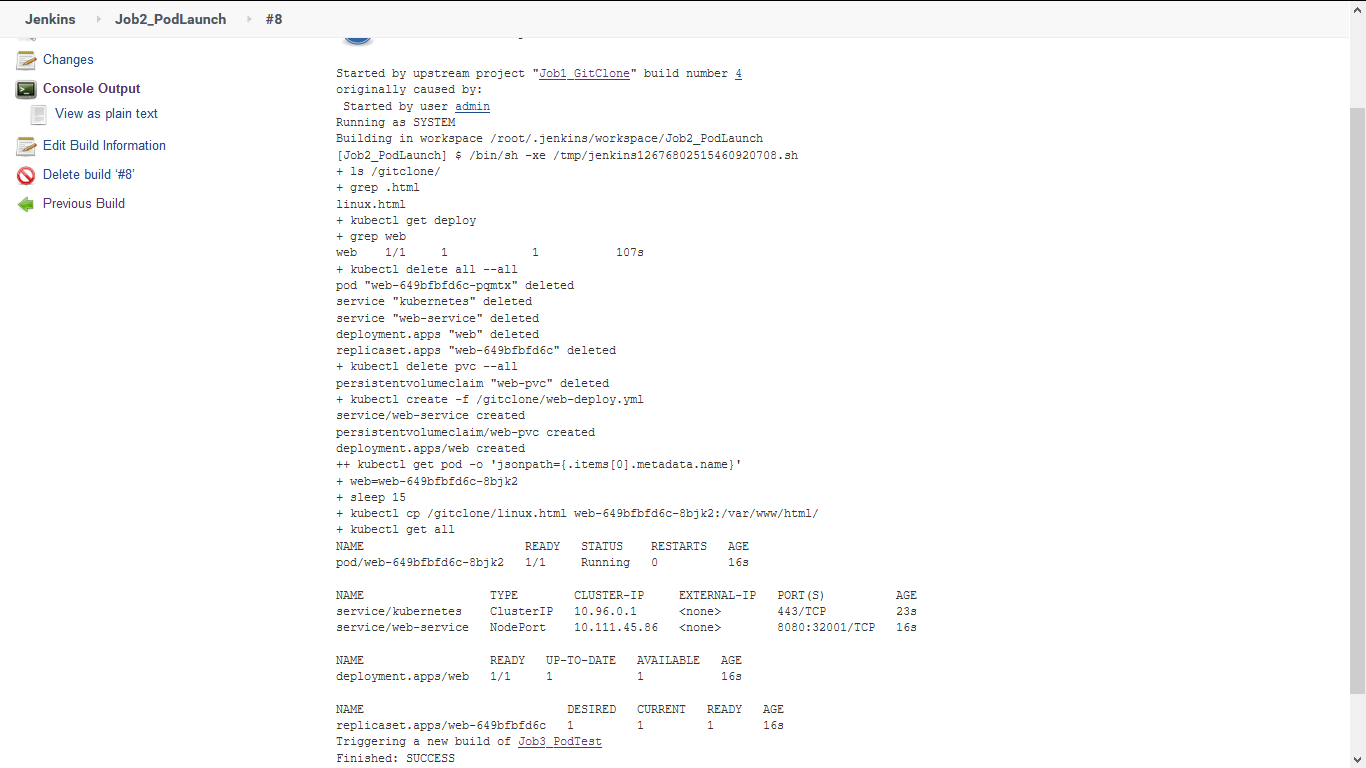 Jenkins Job2_PodLaunch #8
Changes
Console Output
View as plain text
Edit Build Information
Delete build ‘#8’
Previous Build
Started by upstream project "Job1_GitClone" build number 4
originally caused by:
Started by user admin
Running as SYSTEM
Building in workspace /root/.jenkins/workspace/Job2_PodLaunch
[Job2_PodLaunch] $ /bin/sh -xe /tmp/jenkins12676802515460920708.sh
+ ls /gitclone/
+ grep .html
linux.html
+ kubectl get deploy
+ grep web
web 1/1 1 1 107s
+ kubectl delete all --all
pod "web-649bfbfd6c-pqmtx" deleted
service "kubernetes" deleted
service "web-service" deleted
deployment.apps "web" deleted
replicaset.apps "web-649bfbfd6c" deleted
+ kubectl delete pvc --all
persistentvolumeclaim "web-pvc" deleted
+ kubectl create -f /gitclone/web-deploy.yml
service/web-service created
persistentvolumeclaim/web-pvc created
deployment.apps/web created
++ kubectl get pod -o 'jsonpath={.items[0].metadata.name}'
+ web=web-649bfbfd6c-8bjk2
+ sleep 15
+ kubectl cp /gitclone/linux.html web-649bfbfd6c-8bjk2:/var/www/html/
+ kubectl get all
NAME READY STATUS RESTARTS AGE
pod/web-649bfbfd6c-8bjk2 1/1 Running 0 16s
NAME TYPE CLUSTER-IP EXTERNAL-IP PORT(S) AGE
service/kubernetes ClusterIP 10.96.0.1 <none> 443/TCP 23s
service/web-service NodePort 10.111.45.86 <none> 8080:32001/TCP 16s
NAME READY UP-TO-DATE AVAILABLE AGE
deployment.apps/web 1/1 1 1 16s
NAME DESIRED CURRENT READY AGE
replicaset.apps/web-649bfbfd6c 1 1 1 16s
Triggering a new build of Job3_PodTest
Finished: SUCCESS